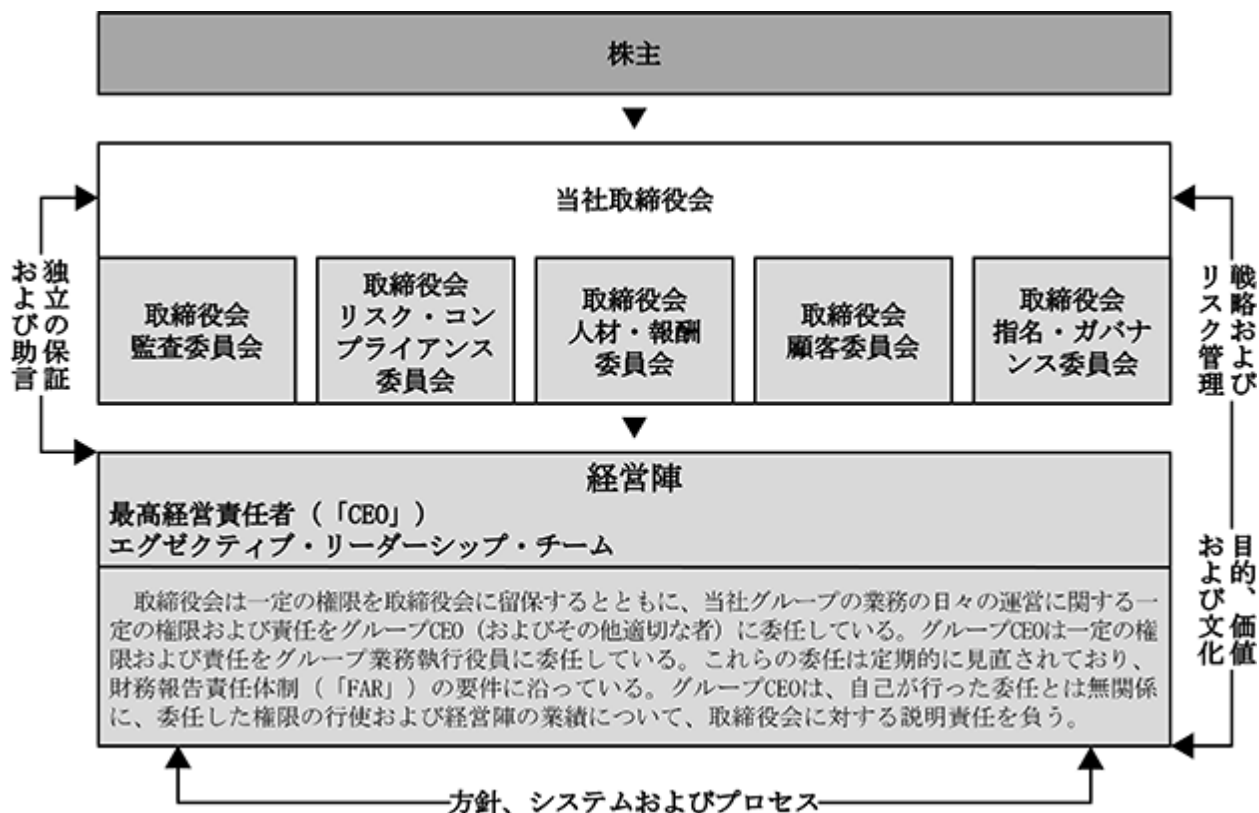 株主
当社取締役会
独立の保証
および助言
取締役会
監査委員会
取締役会
リスク・コン
プライアンス
委員会
取締役会
人材・報酬
委員会
取締役会
顧客委員会
取締役会
指名・ガバナ
ンス委員会
戦略および
リスク管理
経営陣
最高経営責任者（「CEO」）
エグゼクティブ・リーダーシップ・チーム
取締役会は一定の権限を取締役会に留保するとともに、当社グループの業務の日々の運営に関する一
定の権限および責任をグループCEO（およびその他適切な者）に委任している。グループCEOは一定の権
限および責任をグループ業務執行役員に委任している。これらの委任は定期的に見直されており、
財務報告責任体制（「FAR」）の要件に沿っている。グループCEOは、自己が行った委任とは無関係
に、委任した権限の行使および経営陣の業績について、取締役会に対する説明責任を負う。
目的、価値
および文化
方針、システムおよびプロセス